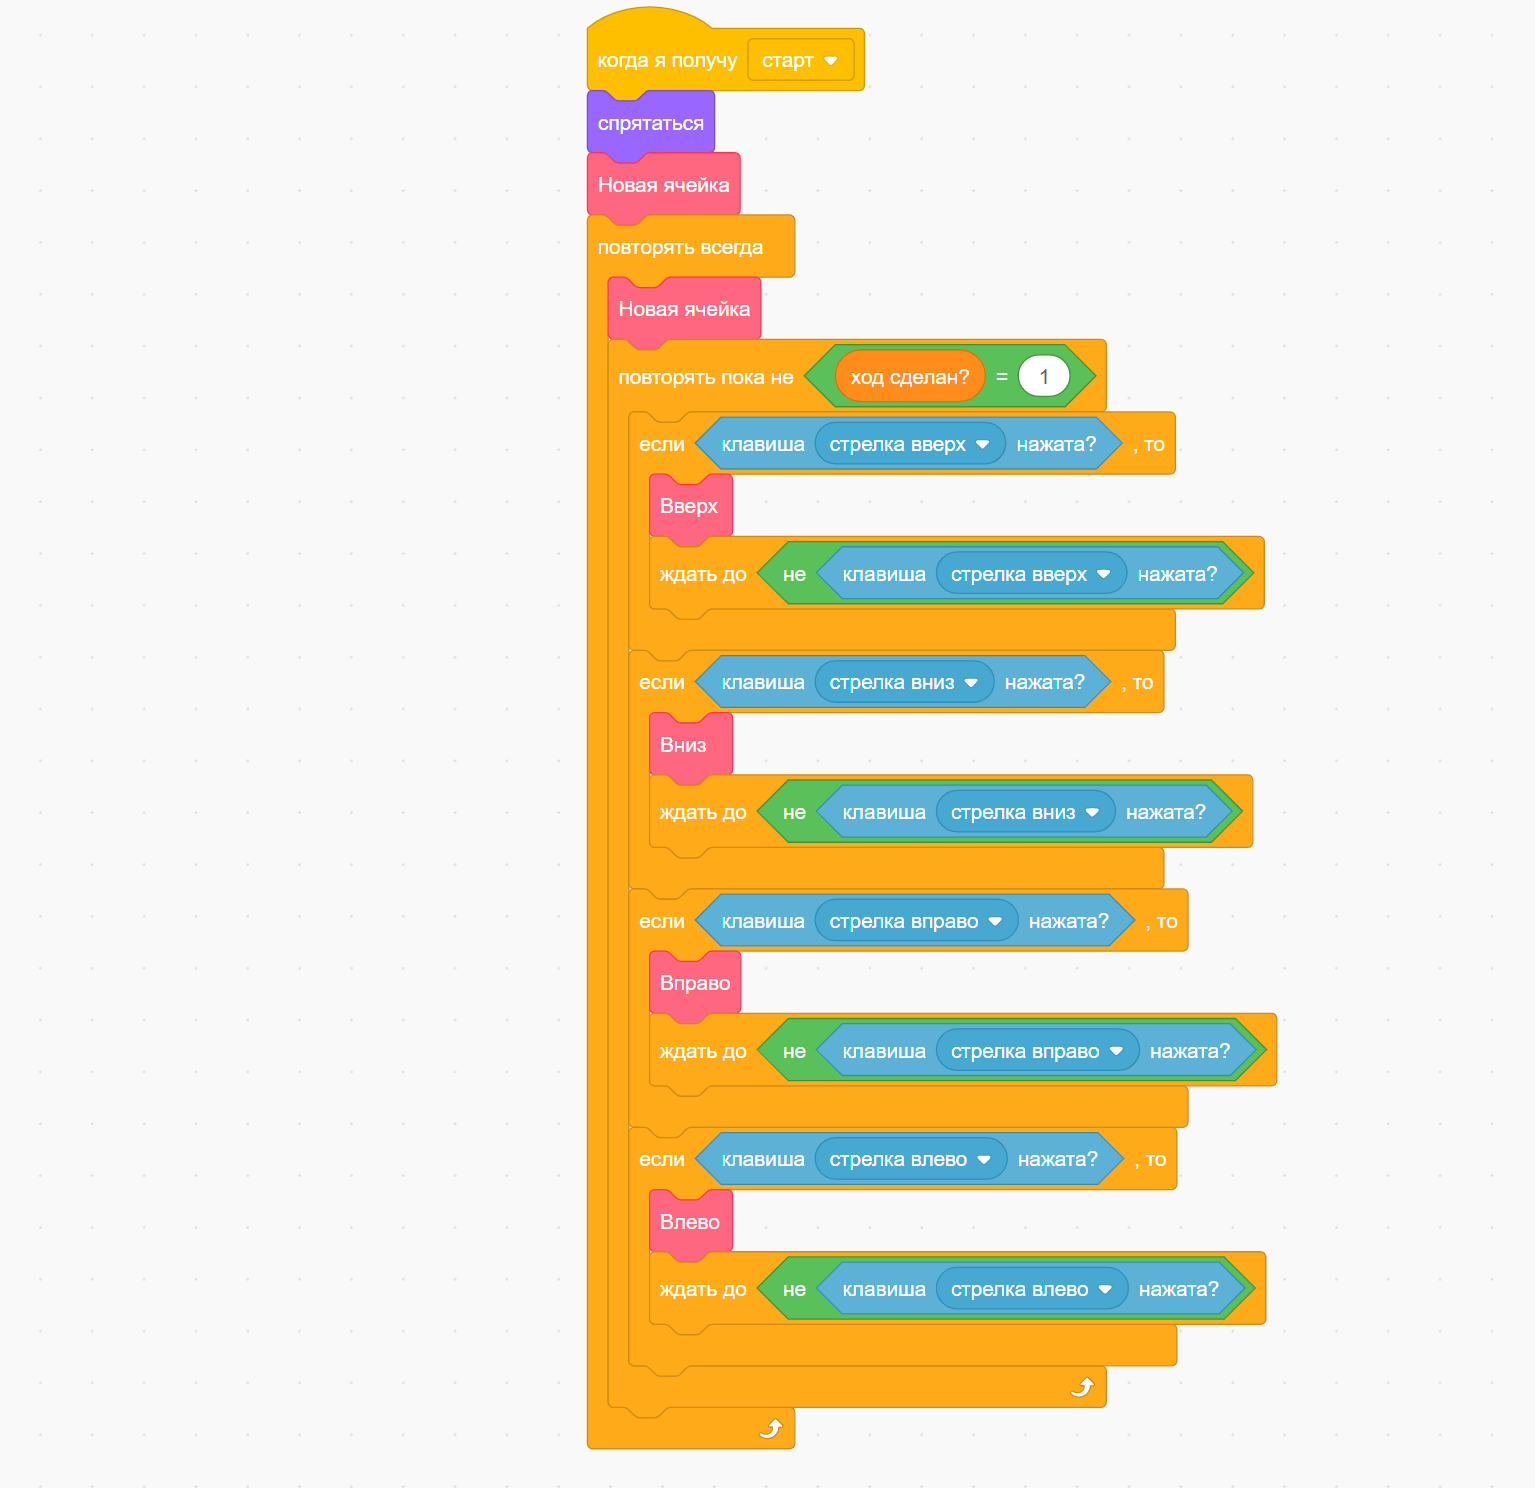 когда я получу старт
спрятаться
Новая ячейка
повторять всегда
Новая ячейка
повторять пока не ход сделан? = 1
если клавиша стрелка вверх нажата? , то
Вверх
ждать до не клавиша стрелка вверх нажата?
если клавиша стрелка вниз нажата? , то
Вниз
ждать до не клавиша стрелка вниз нажата?
если клавиша стрелка вправо нажата? , то
Вправо
ждать до не клавиша стрелка вправо нажата?
если клавиша стрелка влево нажата? , то
Влево
ждать до не клавиша стрелка влево нажата?